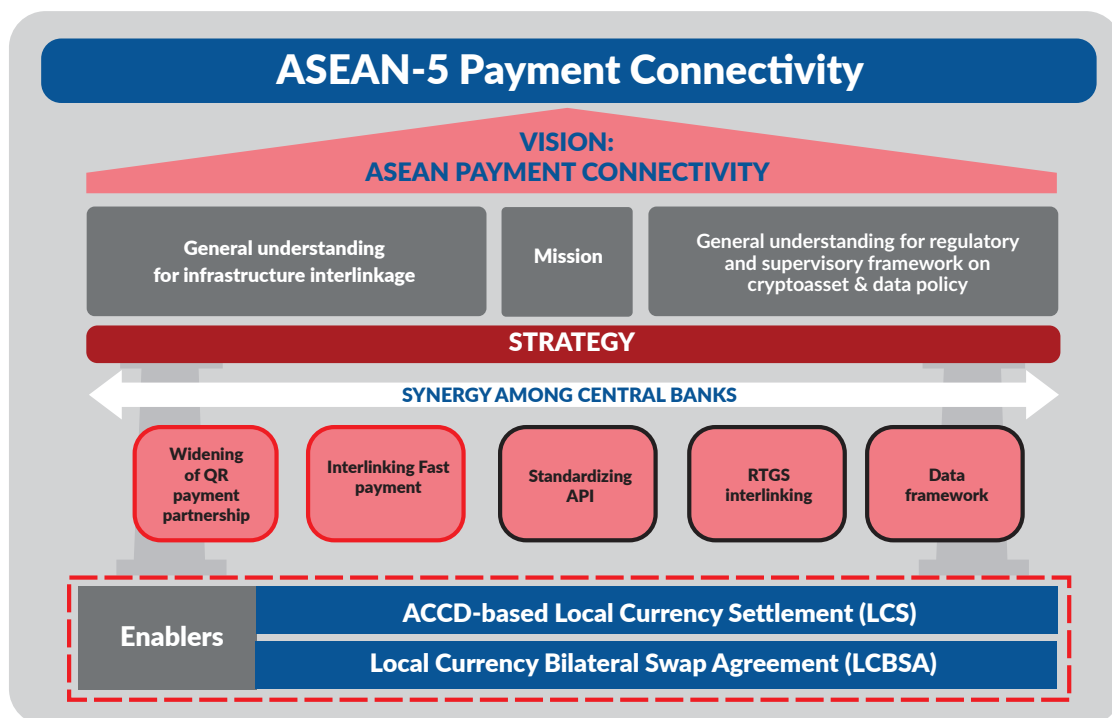 ASEAN-5 Payment Connectivity
VISION:
ASEAN PAYMENT CONNECTIVITY
General understanding
for infrastructure interlinkage
Mission
General understanding for regulatory
and supervisory framework on
cryptoasset & data policy
STRATEGY
SYNERGY AMONG CENTRAL BANKS
Widening
of QR
payment
partnership
Interlinking Fast
payment
Standardizing
API
RTGS
interlinking
Data
framework
Enablers
ACCD-based Local Currency Settlement (LCS)
Local Currency Bilateral Swap Agreement (LCBSA)